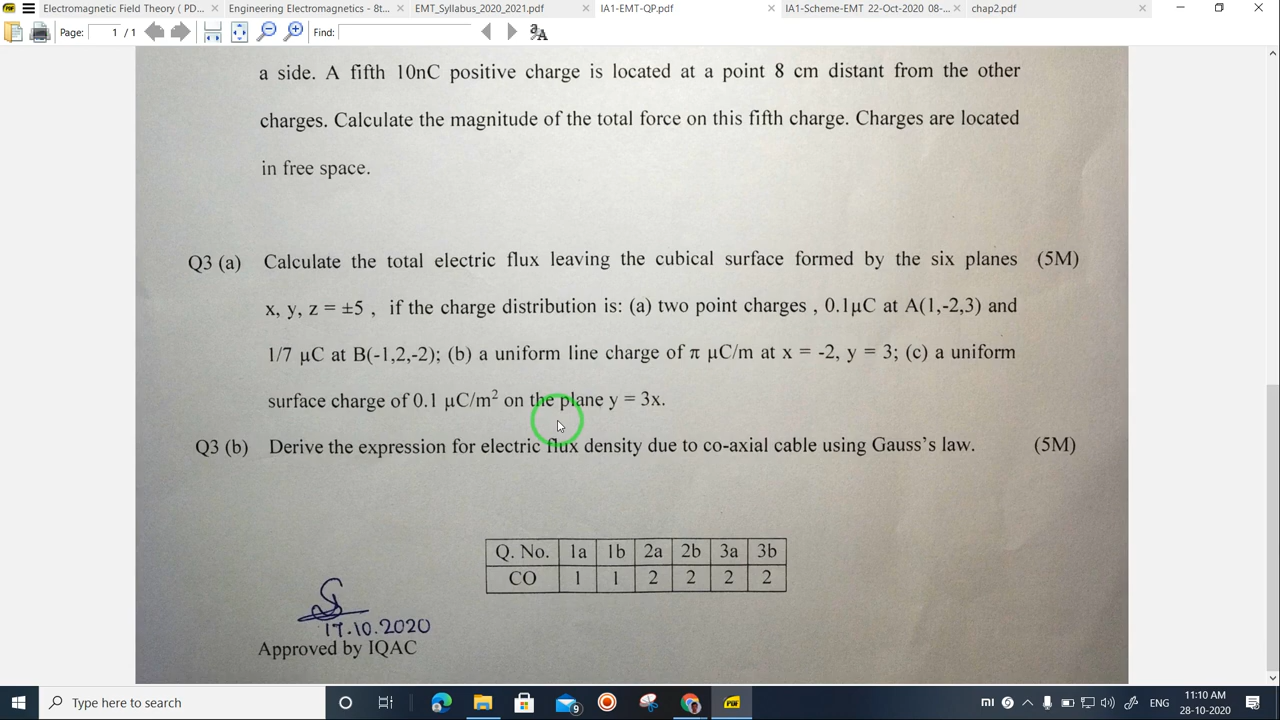 Electromagnetic Field Theory ( PD...
Engineering Electromagnetics - 8t...
EMT_Syllabus_2020_2021.pdf
IA1-EMT-QP.pdf
IA1-Scheme-EMT 22-Oct-2020 08-...
chap2.pdf
Page: 1 / 1 Find:
a side. A fifth 10nC positive charge is located at a point 8 cm distant from the other
charges. Calculate the magnitude of the total force on this fifth charge. Charges are located
in free space.
Q3 (a) Calculate the total electric flux leaving the cubical surface formed by the six planes (5M)
x, y, z = ±5 , if the charge distribution is: (a) two point charges , 0.1µC at A(1,-2,3) and
1/7 µC at B(-1,2,-2); (b) a uniform line charge of π µC/m at x = -2, y = 3; (c) a uniform
surface charge of 0.1 µC/m² on the plane y = 3x.
Q3 (b) Derive the expression for electric flux density due to co-axial cable using Gauss's law. (5M)
Q. No. 1a 1b 2a 2b 3a 3b
CO 1 1 2 2 2 2
17.10.2020
Approved by IQAC
Type here to search
9
PDF
mi
ENG
11:10 AM
28-10-2020